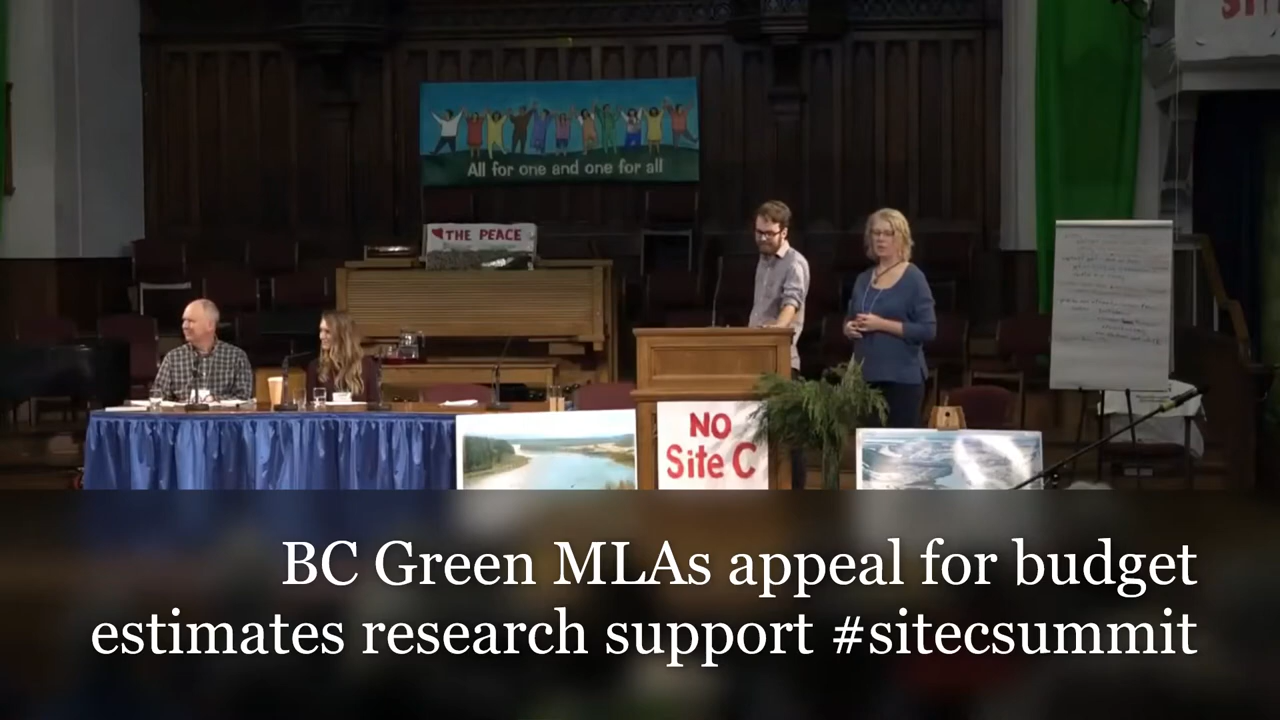 SI
All for one and one for all
THE PEACE
NO
Site C
BC Green MLAs appeal for budget
estimates research support #sitecsummit